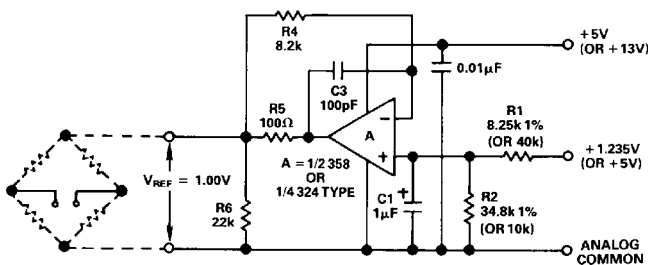 R4
8.2k
C3
100pF
R5
100Ω
A
−
+
A = 1/2 358
OR
1/4 324 TYPE
0.01μF
+5V
(OR +13V)
R1
8.25k 1%
(OR 40k)
+1.235V
(OR +5V)
VREF = 1.00V
R6
22k
C1
1μF
+
R2
34.8k 1%
(OR 10k)
ANALOG
COMMON